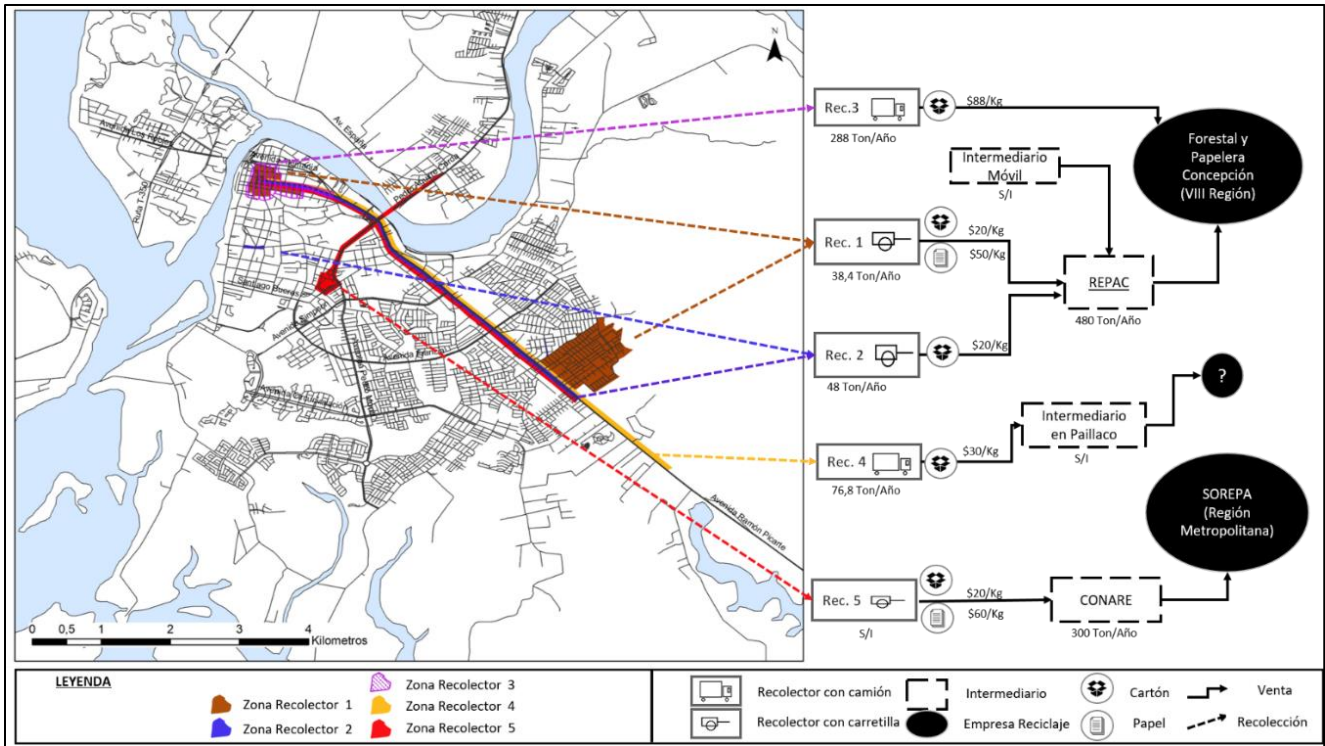 N
Avenida Los Robles
Ruta T-350
Av. España
Avenida Alemania
Pedro Aguirre Cerda
Santiago Bueras
Avenida Simpson
Avenida Francia
Avenida Ramón Picarte
0 0,5 1 2 3 4
Kilometros
Rec.3
$88/Kg
288 Ton/Año
Forestal y
Papelera
Concepción
(VIII Región)
Intermediario
Móvil
S/I
Rec. 1
$20/Kg
$50/Kg
38,4 Ton/Año
REPAC
480 Ton/Año
Rec. 2
$20/Kg
48 Ton/Año
?
Intermediario
en Paillaco
S/I
Rec. 4
$30/Kg
76,8 Ton/Año
SOREPA
(Región
Metropolitana)
Rec. 5
$20/Kg
$60/Kg
S/I
CONARE
300 Ton/Año
LEYENDA
Zona Recolector 1
Zona Recolector 2
Zona Recolector 3
Zona Recolector 4
Zona Recolector 5
Recolector con camión
Recolector con carretilla
Intermediario
Empresa Reciclaje
Cartón
Papel
Venta
Recolección